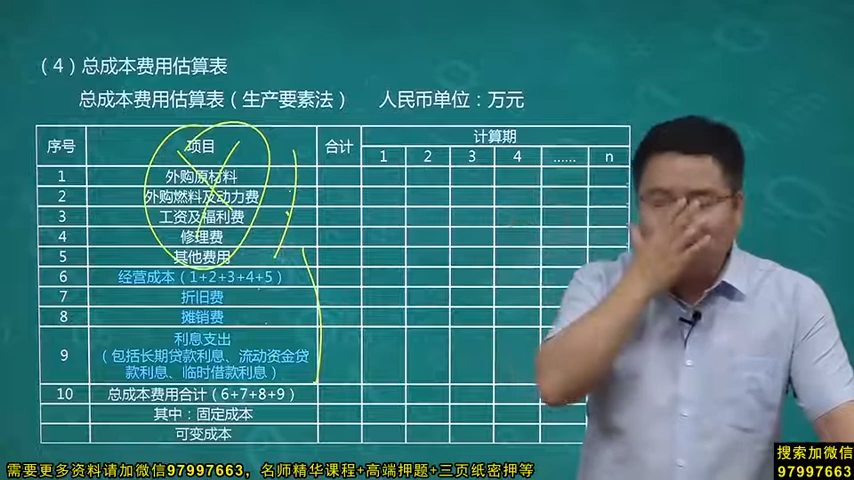 （4）总成本费用估算表
总成本费用估算表（生产要素法） 人民币单位：万元
序号 项目 合计 计算期
1 2 3 4 …… n
1 外购原材料
2 外购燃料及动力费
3 工资及福利费
4 修理费
5 其他费用
6 经营成本（1+2+3+4+5）
7 折旧费
8 摊销费
9 利息支出
（包括长期贷款利息、流动资金贷
款利息、临时借款利息）
10 总成本费用合计（6+7+8+9）
其中：固定成本
可变成本
需要更多资料请加微信97997663，名师精华课程+高端押题+三页纸密押等
搜索加微信
97997663